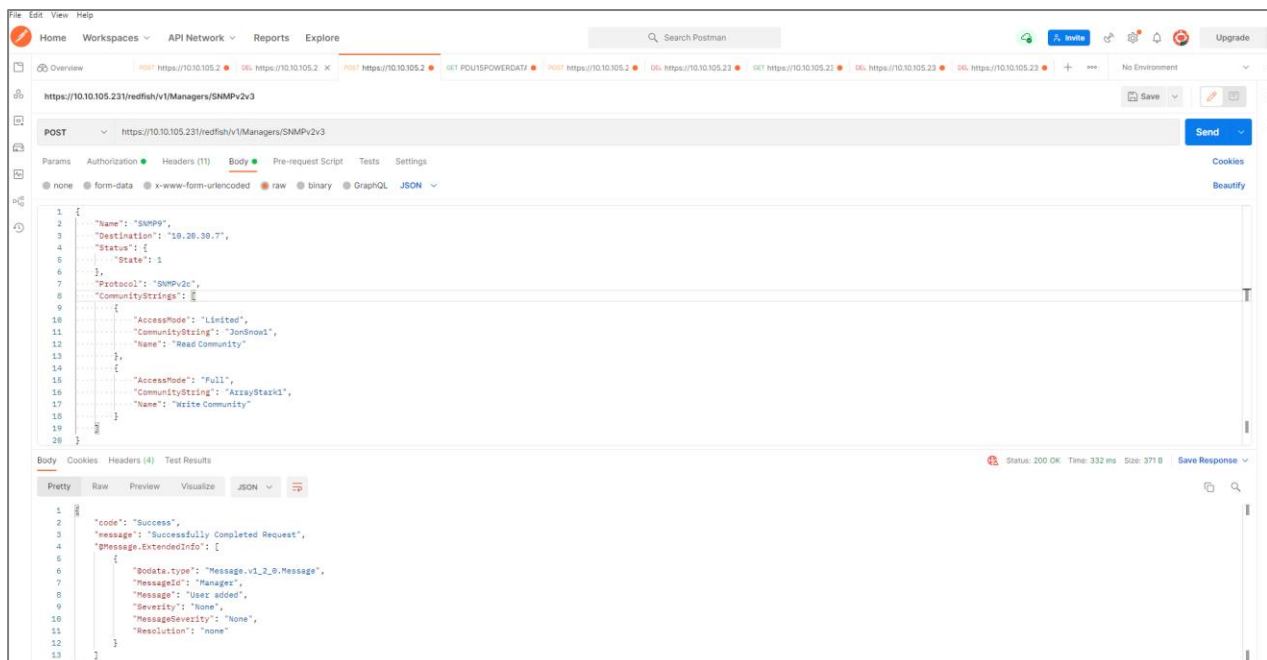 File Edit View Help
Home Workspaces API Network Reports Explore Search Postman Invite Upgrade
Overview POST https://10.10.105.2 DEL https://10.10.105.2 POST https://10.10.105.2 GET PDU1SPOWERDATA POST https://10.10.105.2 DEL https://10.10.105.23 GET https://10.10.105.23 DEL https://10.10.105.23 DEL https://10.10.105.23 No Environment
https://10.10.105.231/redfish/v1/Managers/SNMPv2v3 Save
POST https://10.10.105.231/redfish/v1/Managers/SNMPv2v3 Send
Params Authorization Headers (11) Body Pre-request Script Tests Settings Cookies
none form-data x-www-form-urlencoded raw binary GraphQL JSON Beautify
1 {
2 "Name": "SNMP9",
3 "Destination": "10.20.30.7",
4 "Status": {
5 "State": 1
6 },
7 "Protocol": "SNMPv2c",
8 "CommunityStrings": [
9 {
10 "AccessMode": "Limited",
11 "CommunityString": "JonSnow1",
12 "Name": "Read Community"
13 },
14 {
15 "AccessMode": "Full",
16 "CommunityString": "ArrayStark1",
17 "Name": "Write Community"
18 }
19 ]
20 }
Body Cookies Headers (4) Test Results Status: 200 OK Time: 332 ms Size: 371 B Save Response
Pretty Raw Preview Visualize JSON
1 {
2 "code": "Success",
3 "message": "Successfully Completed Request",
4 "@Message.ExtendedInfo": [
5 {
6 "@odata.type": "Message.v1_2_0.Message",
7 "MessageId": "Manager",
8 "Message": "User added",
9 "Severity": "None",
10 "MessageSeverity": "None",
11 "Resolution": "none"
12 }
13 ]